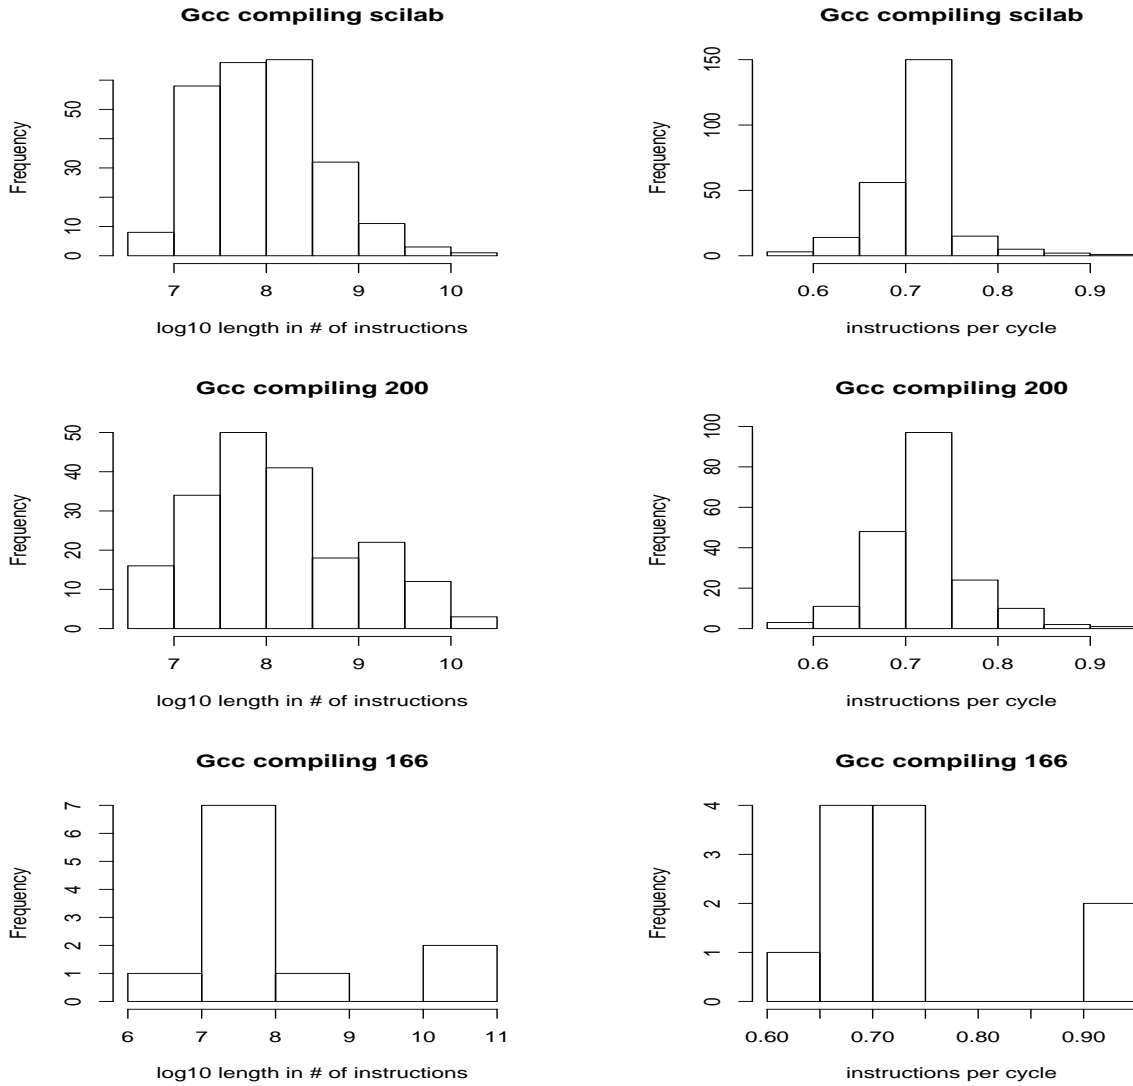 Gcc compiling scilab
Frequency
0 10 30 50
7 8 9 10
log10 length in # of instructions
Gcc compiling scilab
Frequency
0 50 100 150
0.6 0.7 0.8 0.9
instructions per cycle
Gcc compiling 200
Frequency
0 10 20 30 40 50
7 8 9 10
log10 length in # of instructions
Gcc compiling 200
Frequency
0 20 40 60 80 100
0.6 0.7 0.8 0.9
instructions per cycle
Gcc compiling 166
Frequency
0 1 2 3 4 5 6 7
6 7 8 9 10 11
log10 length in # of instructions
Gcc compiling 166
Frequency
0 1 2 3 4
0.60 0.70 0.80 0.90
instructions per cycle